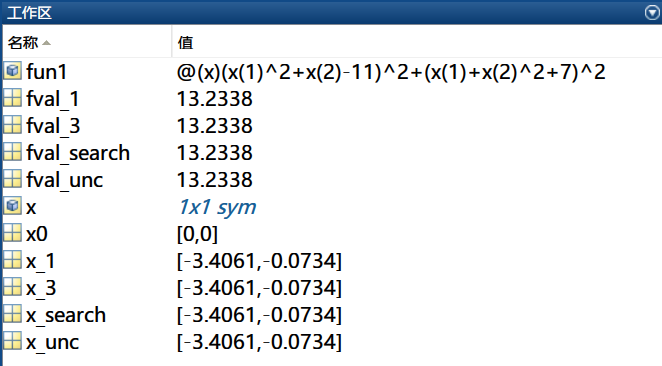 工作区
名称 值
fun1 @(x)(x(1)^2+x(2)-11)^2+(x(1)+x(2)^2+7)^2
fval_1 13.2338
fval_3 13.2338
fval_search 13.2338
fval_unc 13.2338
x 1x1 sym
x0 [0,0]
x_1 [-3.4061,-0.0734]
x_3 [-3.4061,-0.0734]
x_search [-3.4061,-0.0734]
x_unc [-3.4061,-0.0734]